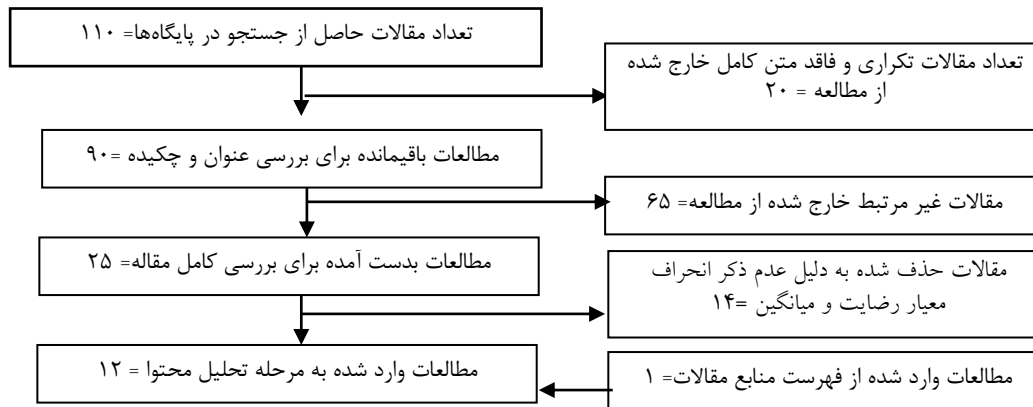 تعداد مقالات حاصل از جستجو در پایگاه‌ها= ۱۱۰
تعداد مقالات تکراری و فاقد متن کامل خارج شده
از مطالعه = ۲۰
مطالعات باقیمانده برای بررسی عنوان و چکیده =۹۰
مقالات غیر مرتبط خارج شده از مطالعه= ۶۵
مطالعات بدست آمده برای بررسی کامل مقاله= ۲۵
مقالات حذف شده به دلیل عدم ذکر انحراف
معیار رضایت و میانگین =۱۴
مطالعات وارد شده به مرحله تحلیل محتوا = ۱۲
مطالعات وارد شده از فهرست منابع مقالات= ۱